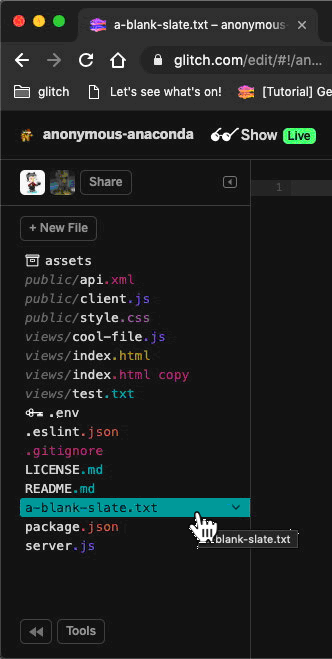 a-blank-slate.txt – anonymous-
glitch.com/edit/#!/an...
glitch Let's see what's on! [Tutorial] Ge
anonymous-anaconda Show Live
Share
1
+ New File
assets
public/api.xml
public/client.js
public/style.css
views/cool-file.js
views/index.html
views/index.html copy
views/test.txt
.env
.eslint.json
.gitignore
LICENSE.md
README.md
a-blank-slate.txt
package.json
blank-slate.txt
server.js
Tools